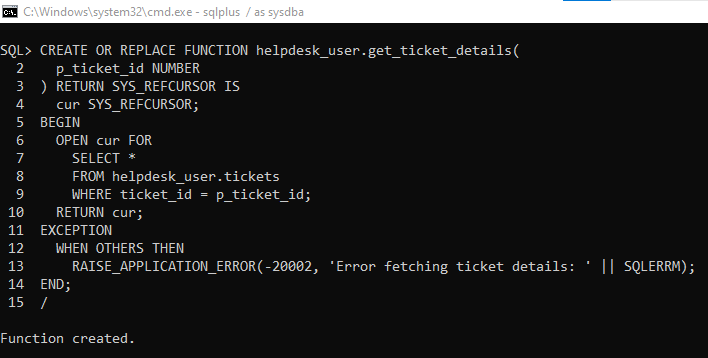 C:\Windows\system32\cmd.exe - sqlplus  / as sysdba
SQL> CREATE OR REPLACE FUNCTION helpdesk_user.get_ticket_details(
  2    p_ticket_id NUMBER
  3  ) RETURN SYS_REFCURSOR IS
  4    cur SYS_REFCURSOR;
  5  BEGIN
  6    OPEN cur FOR
  7      SELECT *
  8      FROM helpdesk_user.tickets
  9      WHERE ticket_id = p_ticket_id;
 10    RETURN cur;
 11  EXCEPTION
 12    WHEN OTHERS THEN
 13      RAISE_APPLICATION_ERROR(-20002, 'Error fetching ticket details: ' || SQLERRM);
 14  END;
 15  /
Function created.